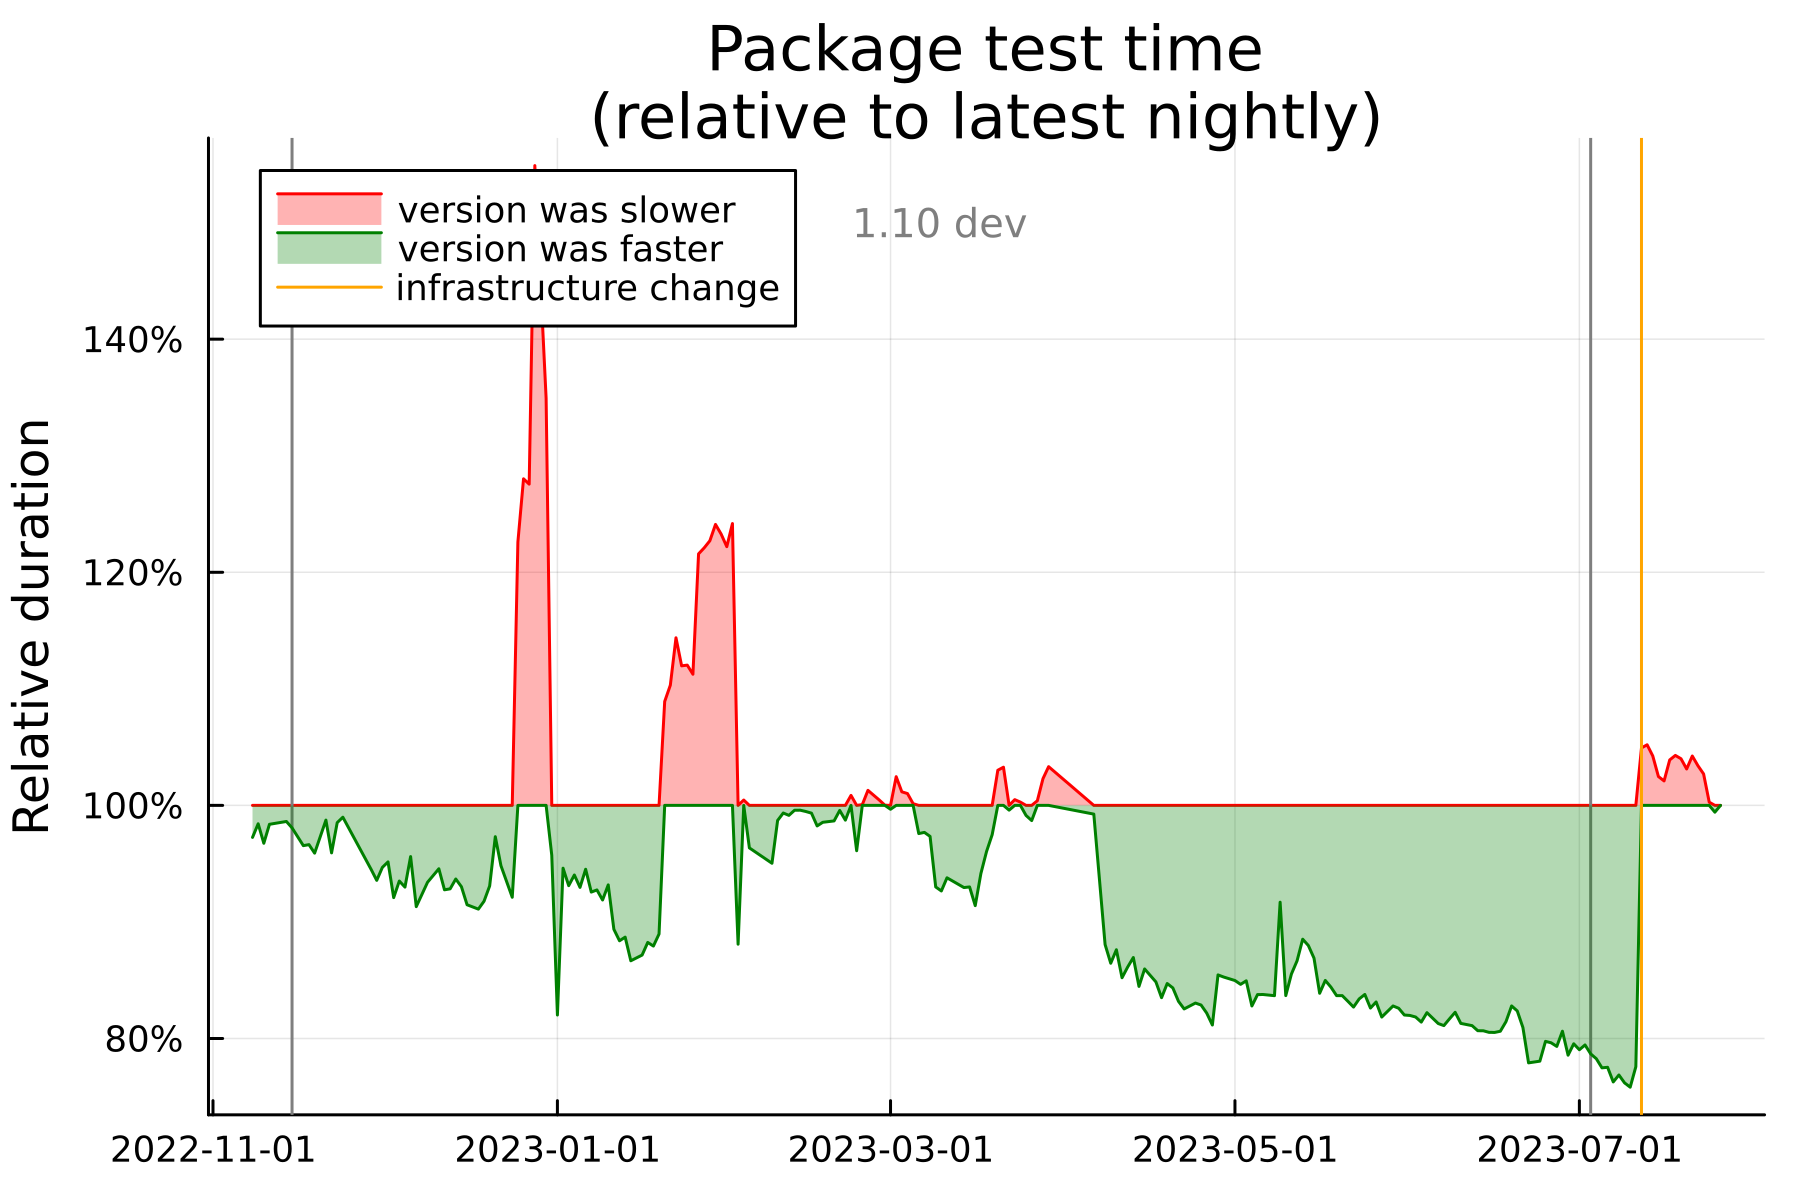 Package test time
(relative to latest nightly)
version was slower
version was faster
infrastructure change
1.10 dev
Relative duration
140%
120%
100%
80%
2022-11-01
2023-01-01
2023-03-01
2023-05-01
2023-07-01